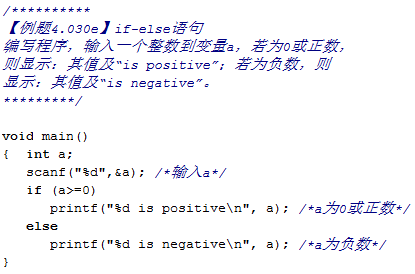 /**********
【例题4.030e】if-else语句
编写程序，输入一个整数到变量a，若为0或正数，
则显示：其值及“is positive”；若为负数，则
显示：其值及“is negative”。
*********/
void main()
{  int a;
   scanf("%d",&a); /*输入a*/
   if (a>=0)
      printf("%d is positive\n", a); /*a为0或正数*/
   else
      printf("%d is negative\n", a); /*a为负数*/
}